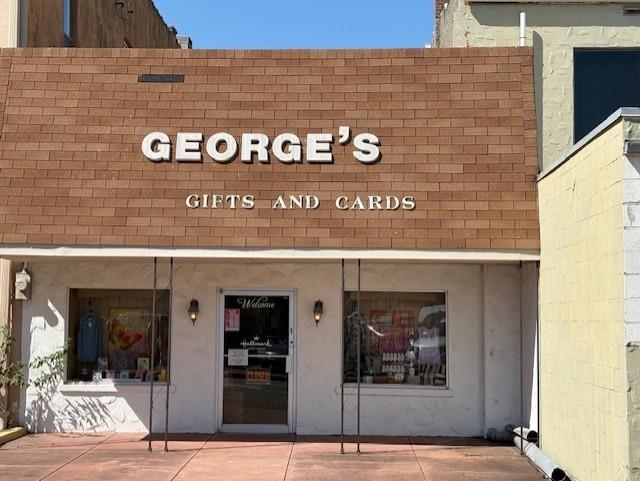 GEORGE'S
GIFTS AND CARDS
Welcome
Hallmark
CLOSED